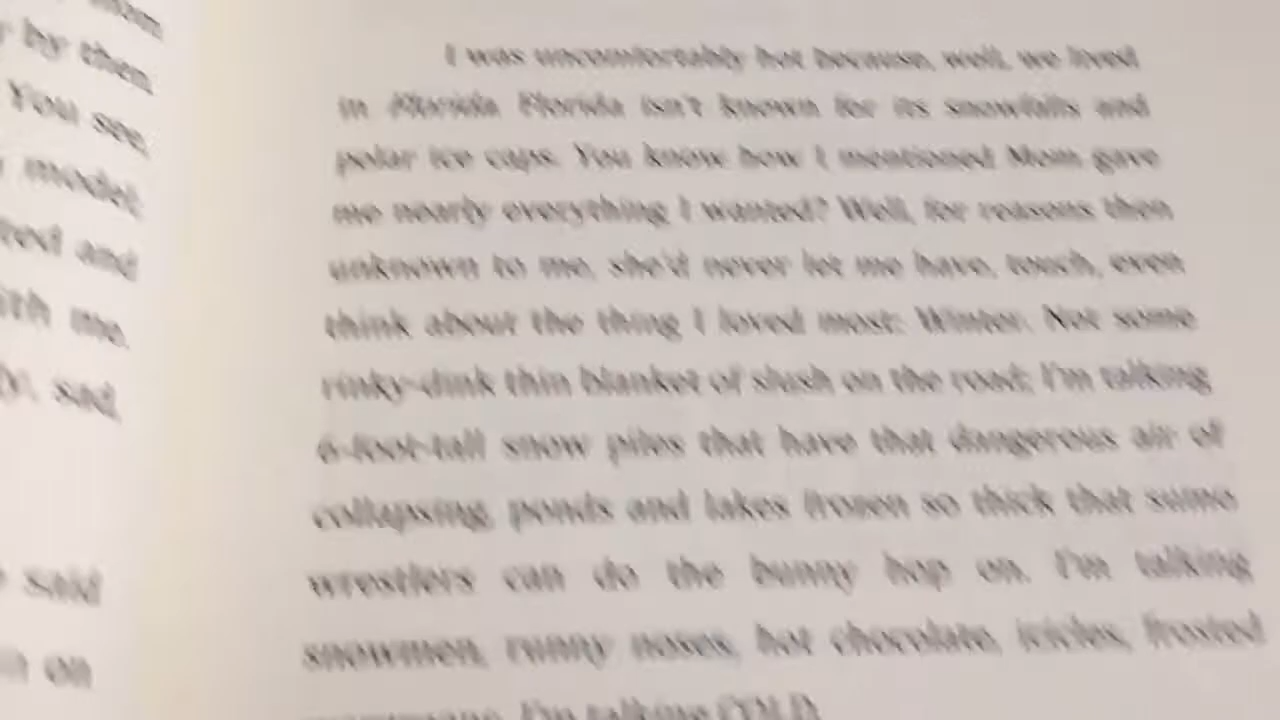 by then
You see,
model,
and
me.
sad,
said
on
I was uncomfortably hot because, well, we lived
in Florida. Florida isn't known for its snowfalls and
polar ice caps. You know how I mentioned Mom gave
me nearly everything I wanted? Well, for reasons then
unknown to me, she'd never let me have, touch, even
think about the thing I loved most: Winter. Not some
rinky-dink thin blanket of slush on the road; I'm talking
6-foot-tall snow piles that have that dangerous air of
collapsing, ponds and lakes frozen so thick that sumo
wrestlers can do the bunny hop on. I'm talking
snowmen, runny noses, hot chocolate, icicles, frosted
I'm talking COLD.